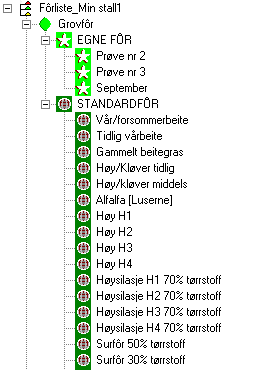 Fôrliste_Min stall1
Grovfôr
EGNE FÔR
Prøve nr 2
Prøve nr 3
September
STANDARDFÔR
Vår/forsommerbeite
Tidlig vårbeite
Gammelt beitegras
Høy/Kløver tidlig
Høy/kløver middels
Alfalfa [Luserne]
Høy H1
Høy H2
Høy H3
Høy H4
Høysilasje H1 70% tørrstoff
Høysilasje H2 70% tørrstoff
Høysilasje H3 70% tørrstoff
Høysilasje H4 70% tørrstoff
Surfôr 50% tørrstoff
Surfôr 30% tørrstoff